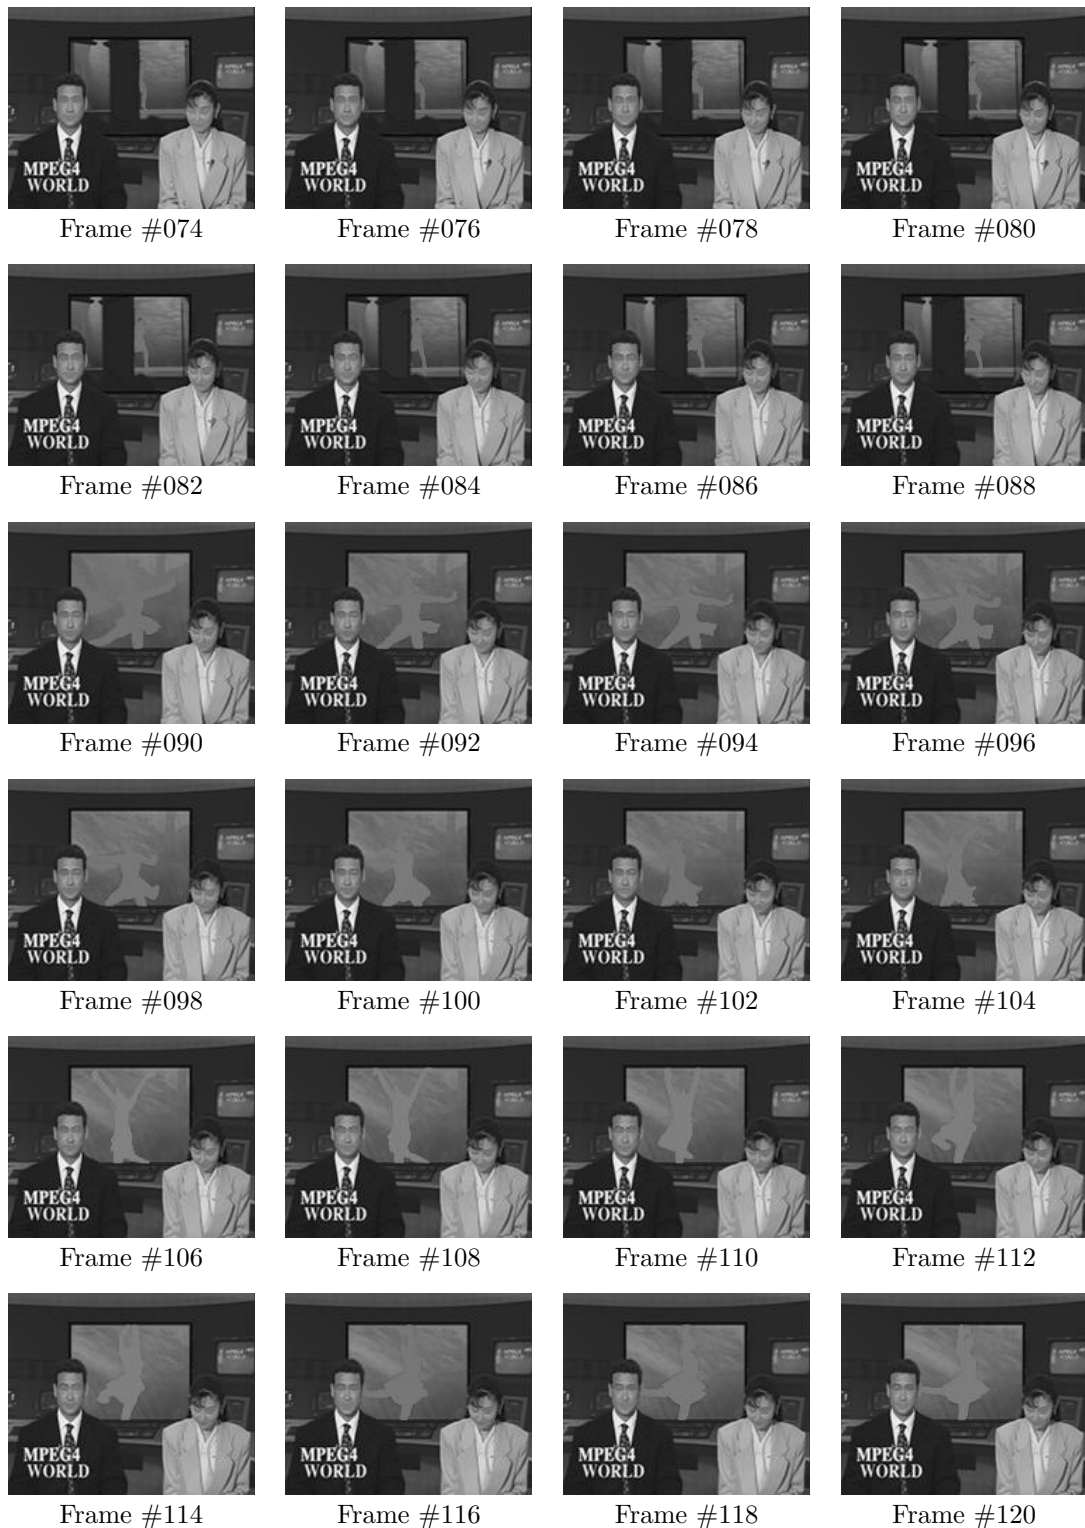 MPEG4 MPEG4 MPEG4 MPEG4
WORLD WORLD WORLD WORLD
Frame #074 Frame #076 Frame #078 Frame #080
MPEG4 MPEG4 MPEG4 MPEG4
WORLD WORLD WORLD WORLD
Frame #082 Frame #084 Frame #086 Frame #088
MPEG4 MPEG4 MPEG4 MPEG4
WORLD WORLD WORLD WORLD
Frame #090 Frame #092 Frame #094 Frame #096
MPEG4 MPEG4 MPEG4 MPEG4
WORLD WORLD WORLD WORLD
Frame #098 Frame #100 Frame #102 Frame #104
MPEG4 MPEG4 MPEG4 MPEG4
WORLD WORLD WORLD WORLD
Frame #106 Frame #108 Frame #110 Frame #112
MPEG4 MPEG4 MPEG4 MPEG4
WORLD WORLD WORLD WORLD
Frame #114 Frame #116 Frame #118 Frame #120